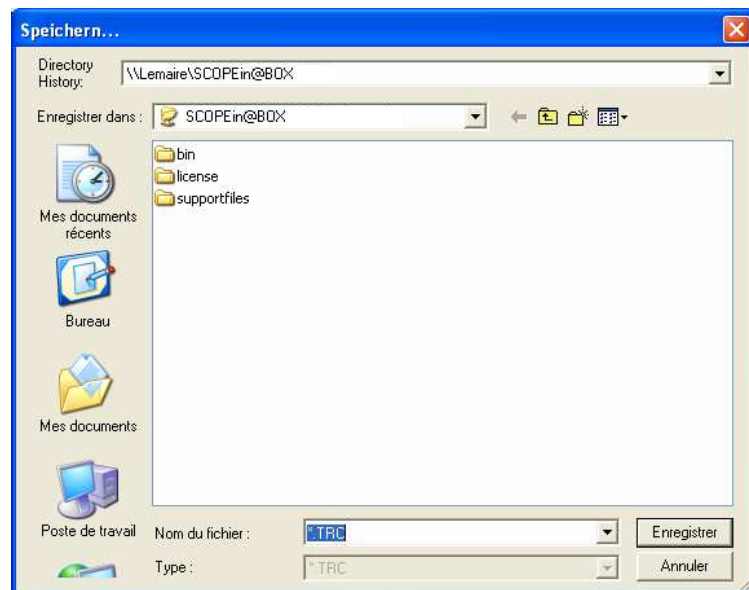 Speichern...
Directory
History:
\\Lemaire\SCOPEin@BOX
Enregistrer dans :
SCOPEin@BOX
bin
license
supportfiles
Mes documents
récents
Bureau
Mes documents
Poste de travail
Nom du fichier :
*.TRC
Enregistrer
Type :
*.TRC
Annuler